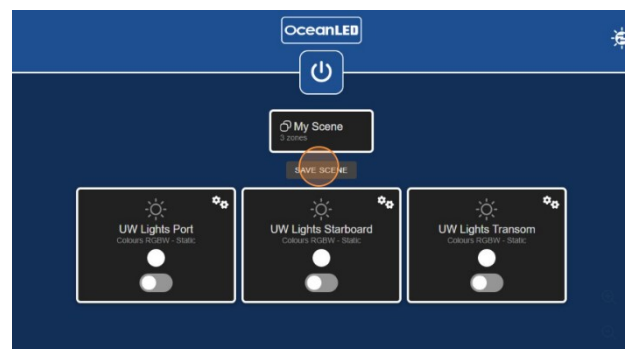 OceanLED
My Scene
3 zones
SAVE SCENE
UW Lights Port
Colours RGBW - Static
UW Lights Starboard
Colours RGBW - Static
UW Lights Transom
Colours RGBW - Static